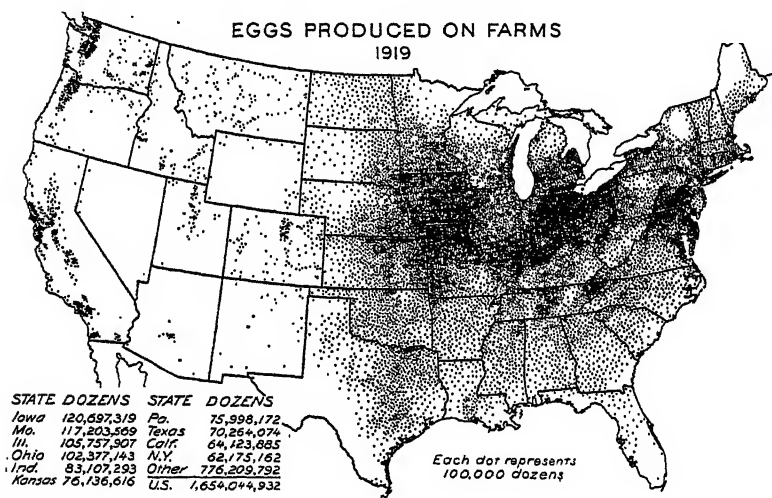 EGGS PRODUCED ON FARMS
1919
STATE DOZENS STATE DOZENS
Iowa 120,697,319 Pa. 75,998,172
Mo. 117,203,569 Texas 70,264,074
Ill. 105,757,907 Calif. 64,123,885
Ohio 102,377,143 N.Y. 62,175,162
Ind. 83,107,293 Other 776,209,792
Kansas 76,136,616 U.S. 1,654,044,932
Each dot represents
100,000 dozens